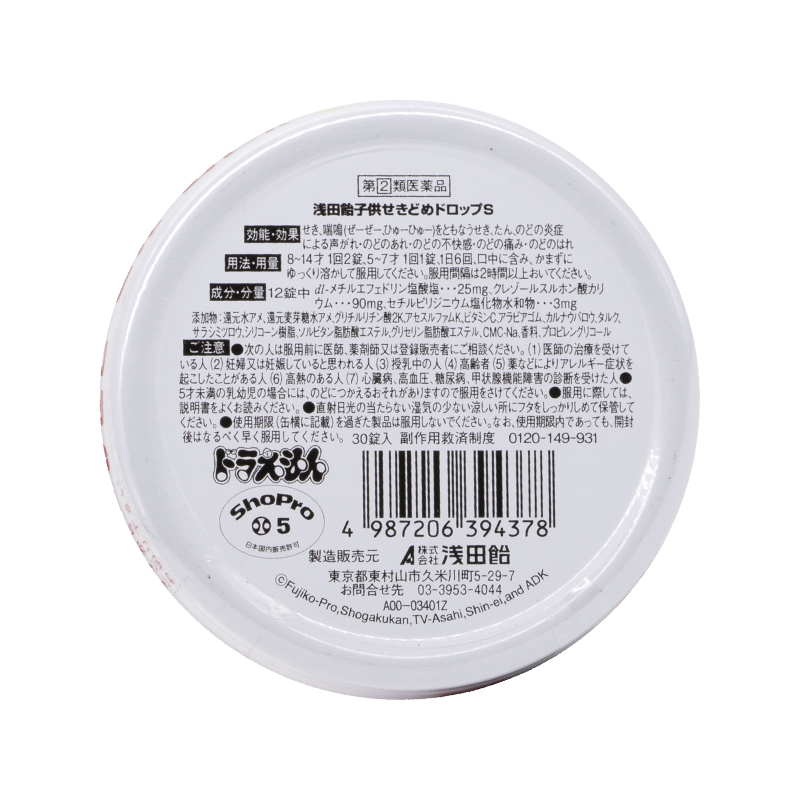 第②類医薬品
浅田飴子供せきどめドロップS
効能・効果 せき、喘鳴(ぜーぜー、ひゅーひゅー)をともなうせき、たん、のどの炎症
による声がれ・のどのあれ・のどの不快感・のどの痛み・のどのはれ
用法・用量 8~14才1回2錠、5~7才1回1錠、1日6回、口中に含み、かまずに
ゆっくり溶かして服用してください。服用間隔は2時間以上おいてください。
成分・分量 12錠中 dl-メチルエフェドリン塩酸塩…25mg、クレゾールスルホン酸カリ
ウム…90mg、セチルピリジニウム塩化物水和物…3mg
添加物:還元水アメ、還元麦芽糖水アメ、グリチルリチン酸2K、アセスルファムK、ビタミンC、アラビアゴム、カルナウバロウ、タルク、
サラシミツロウ、シリコーン樹脂、ソルビタン脂肪酸エステル、グリセリン脂肪酸エステル、CMC-Na、香料、プロピレングリコール
ご注意 ●次の人は服用前に医師、薬剤師又は登録販売者にご相談ください。(1)医師の治療を受けて
いる人(2)妊婦又は妊娠していると思われる人(3)授乳中の人(4)高齢者(5)薬などによりアレルギー症状を
起こしたことがある人(6)高熱のある人(7)心臓病、高血圧、糖尿病、甲状腺機能障害の診断を受けた人●
5才未満の乳幼児の場合には、のどにつかえるおそれがありますので服用をさけてください。●服用に際しては、
説明書をよくお読みください。●直射日光の当たらない湿気の少ない涼しい所にフタをしっかりしめて保管して
ください。●使用期限(缶横に記載)を過ぎた製品は服用しないでください。なお、使用期限内であっても、開封
後はなるべく早く服用してください。 30錠入 副作用救済制度 0120-149-931
ドラえもん
ShoPro
5
日本国内販売許可
4 987206 394378
製造販売元 株式会社 浅田飴
東京都東村山市久米川町5-29-7
お問合せ先 03-3953-4044
A00-03401Z
©Fujiko-Pro,Shogakukan,TV-Asahi,Shin-ei,and ADK